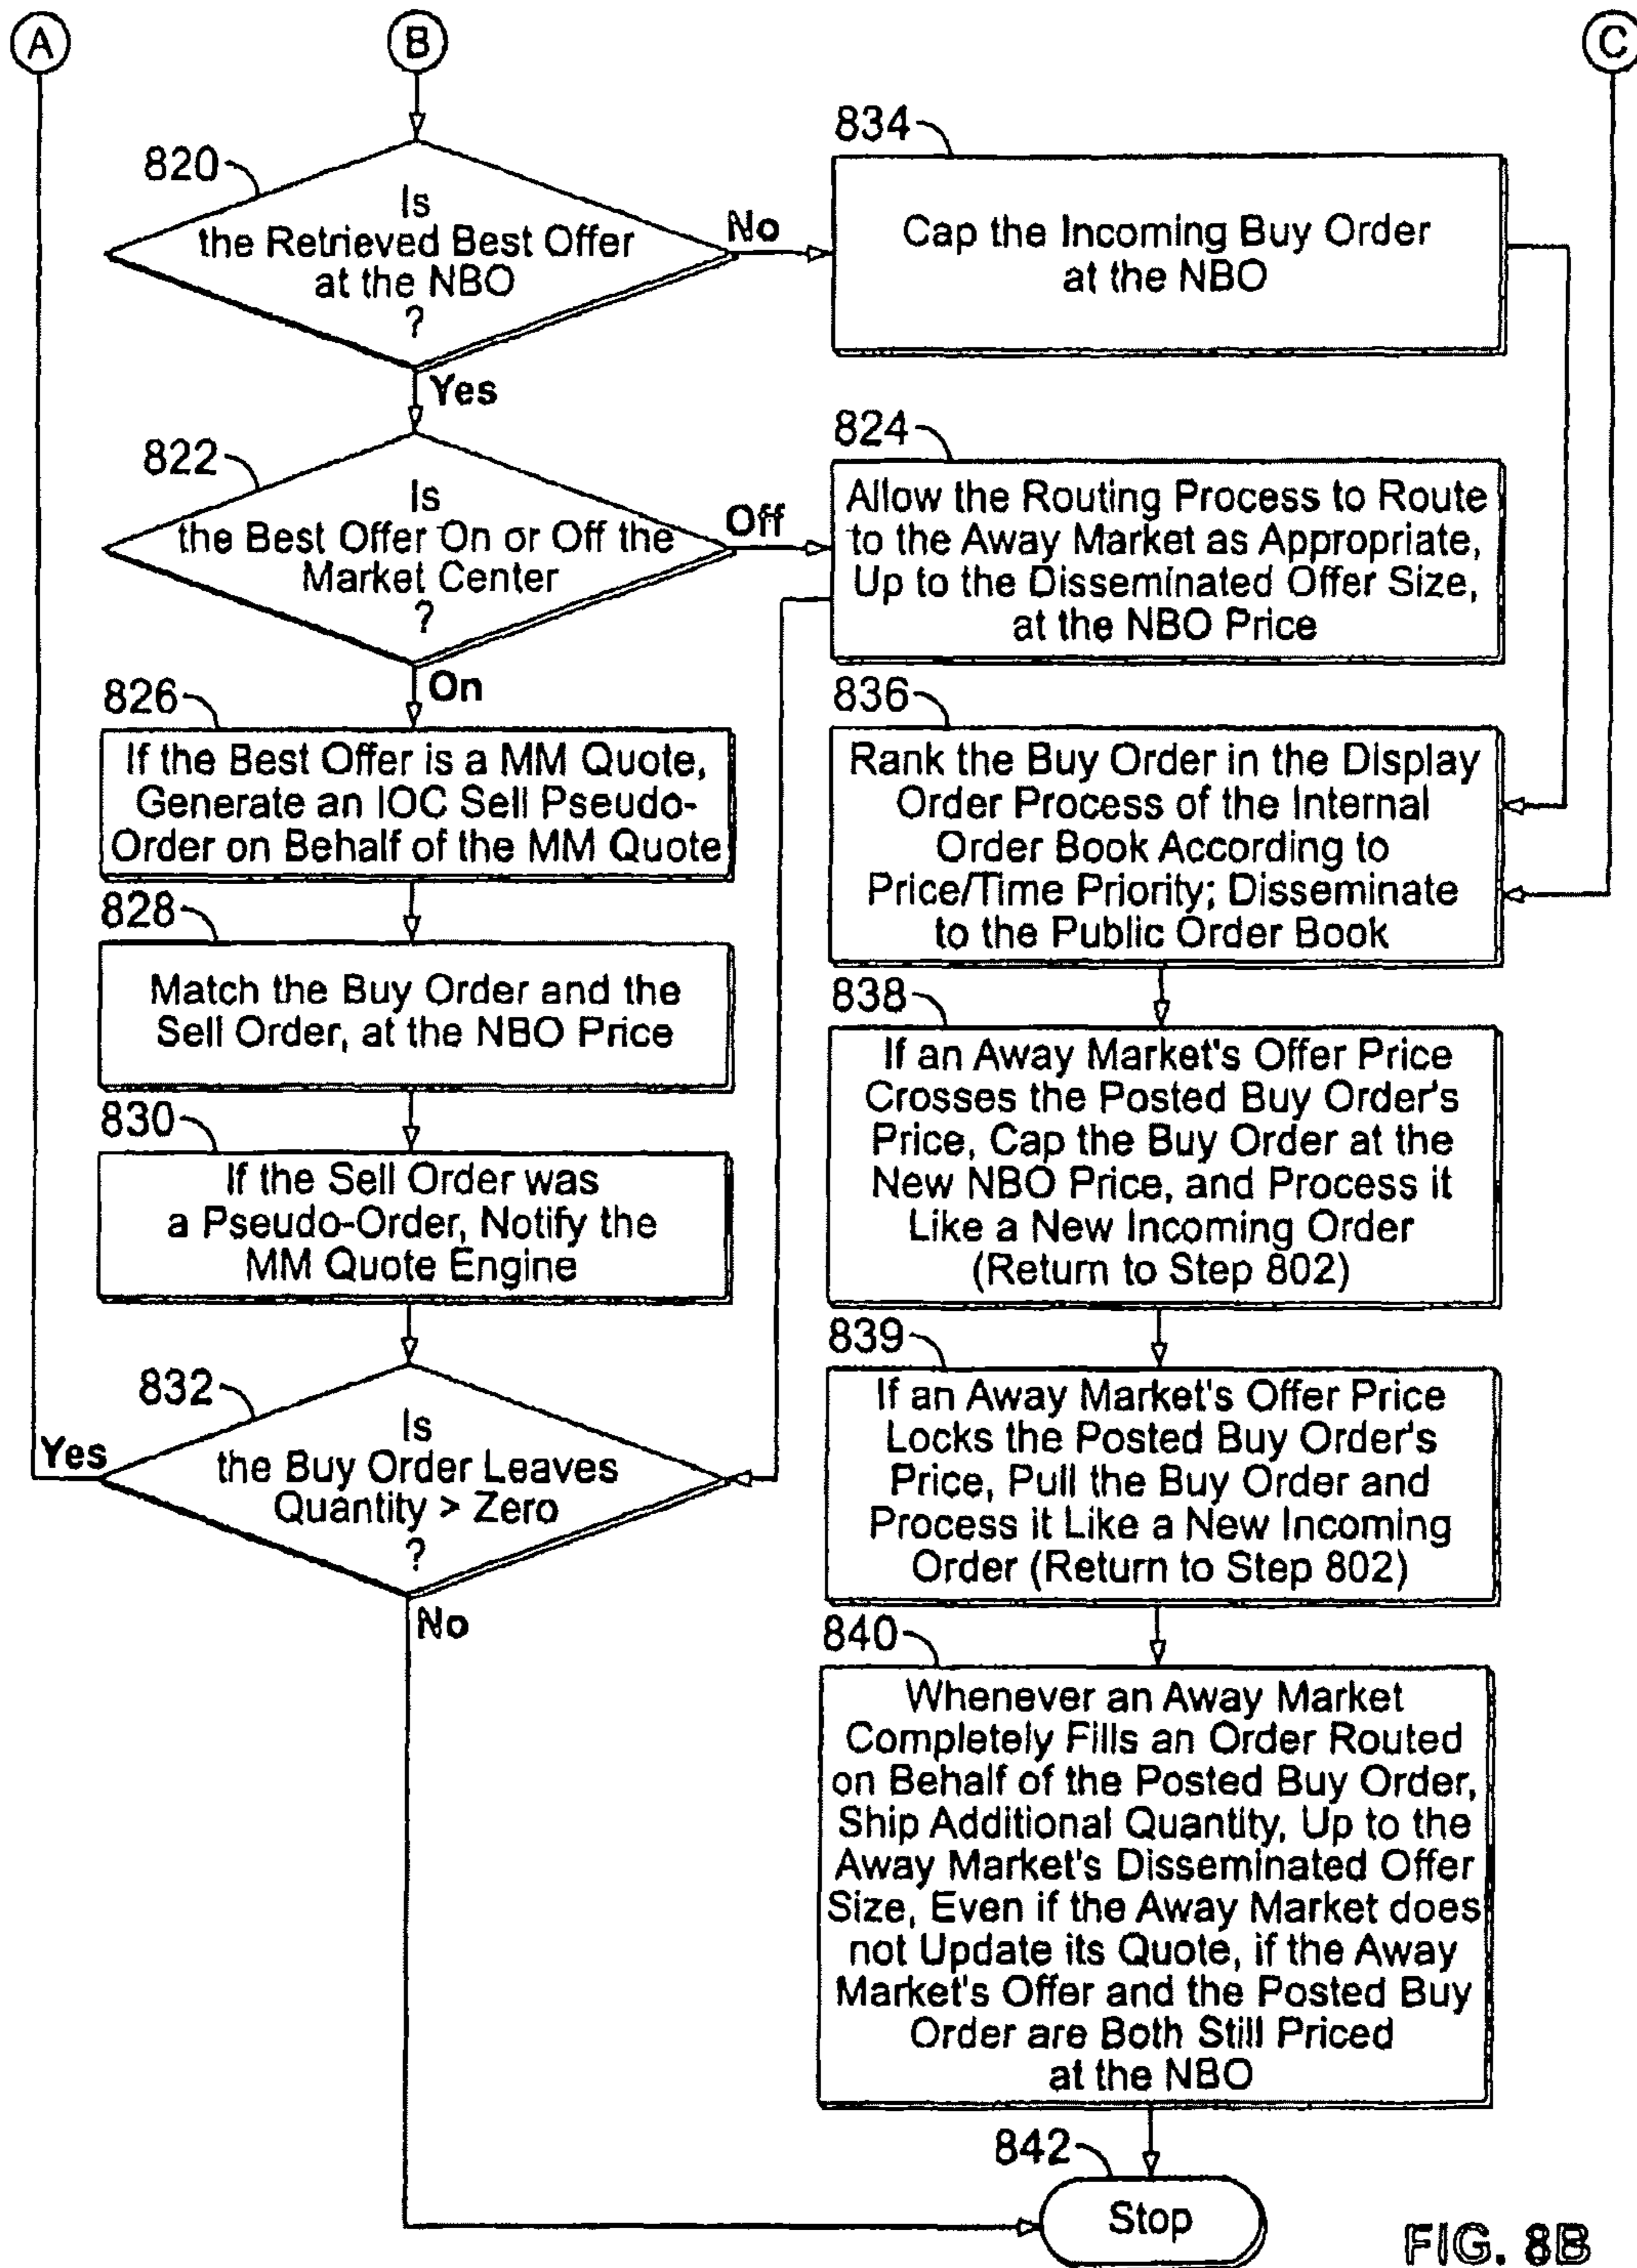 A
B
C
820
Is
the Retrieved Best Offer
at the NBO
?
No
Yes
834
Cap the Incoming Buy Order
at the NBO
822
Is
the Best Offer On or Off the
Market Center
?
Off
On
824
Allow the Routing Process to Route
to the Away Market as Appropriate,
Up to the Disseminated Offer Size,
at the NBO Price
826
If the Best Offer is a MM Quote,
Generate an IOC Sell Pseudo-
Order on Behalf of the MM Quote
828
Match the Buy Order and the
Sell Order, at the NBO Price
830
If the Sell Order was
a Pseudo-Order, Notify the
MM Quote Engine
832
Is
the Buy Order Leaves
Quantity > Zero
?
Yes
No
836
Rank the Buy Order in the Display
Order Process of the Internal
Order Book According to
Price/Time Priority; Disseminate
to the Public Order Book
838
If an Away Market's Offer Price
Crosses the Posted Buy Order's
Price, Cap the Buy Order at the
New NBO Price, and Process it
Like a New Incoming Order
(Return to Step 802)
839
If an Away Market's Offer Price
Locks the Posted Buy Order's
Price, Pull the Buy Order and
Process it Like a New Incoming
Order (Return to Step 802)
840
Whenever an Away Market
Completely Fills an Order Routed
on Behalf of the Posted Buy Order,
Ship Additional Quantity, Up to the
Away Market's Disseminated Offer
Size, Even if the Away Market does
not Update its Quote, if the Away
Market's Offer and the Posted Buy
Order are Both Still Priced
at the NBO
842
Stop
FIG. 8B